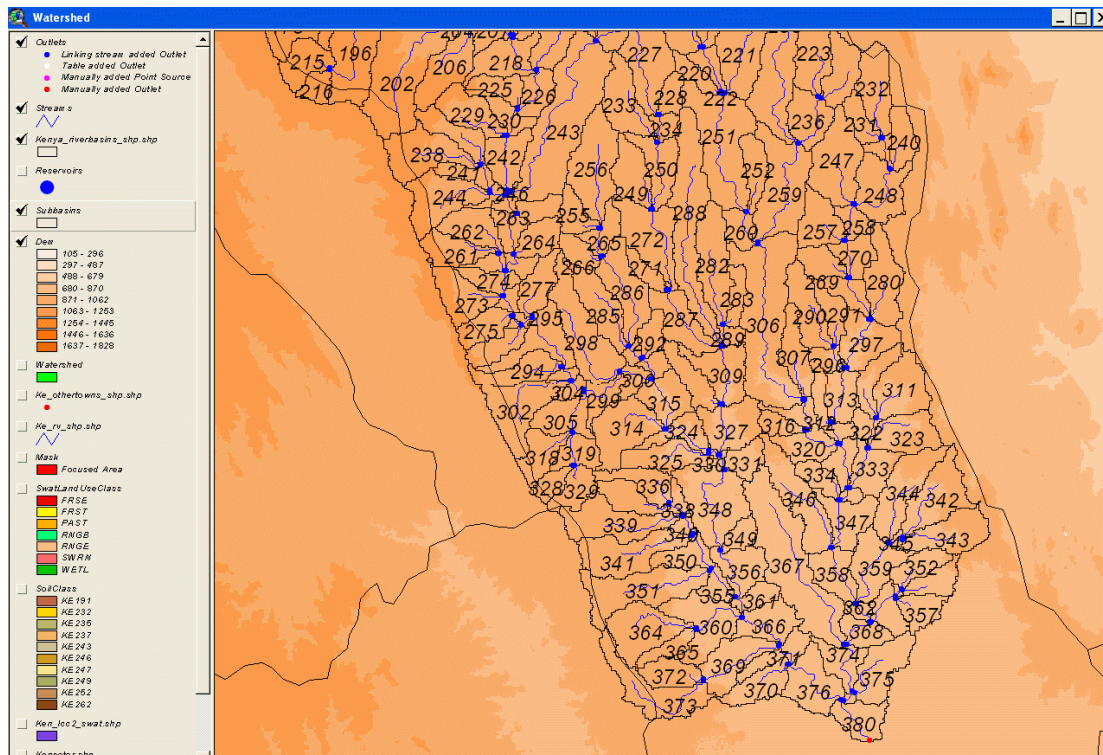 Watershed
Outlets
Linking stream added Outlet
Table added Outlet
Manually added Point Source
Manually added Outlet
Streams
Kenya_riverbasins_shp.shp
Reservoirs
Subbasins
Dem
105 - 296
297 - 487
488 - 679
680 - 870
871 - 1062
1063 - 1253
1254 - 1445
1446 - 1636
1637 - 1828
Watershed
Ke_othertowns_shp.shp
Ke_rv_shp.shp
Mask
Focused Area
SwatLandUseClass
FRSE
FRST
PAST
RNGB
RNGE
SWRN
WETL
SoilClass
KE191
KE232
KE235
KE237
KE243
KE246
KE247
KE249
KE252
KE262
Ken_lcc2_swat.shp
215 196
216
202
206 218
227
221
223
220
225 226
228 222
232
233
229 230
243
234
251
236
231
240
238 242
256
250
252
247
241
244 246
249
259
248
263
255
288
262
264
272
260
257 258
261
265
266
271
282
270
274
269
280
273 277
286
283
275 295
285
287
306
290 291
298
292
289
297
294
307
296
304
300
309
311
302
299
313
305
315
316 312
314
324
327
322
323
318 319
325
330 331
320
328 329
336
334
333
338
348
346
344 342
339
340
347
345 343
341
349
350
356
367
358
359 352
351
355
361
362
357
364
360
366
368
365
371
374
372
369
375
373
370
376
380